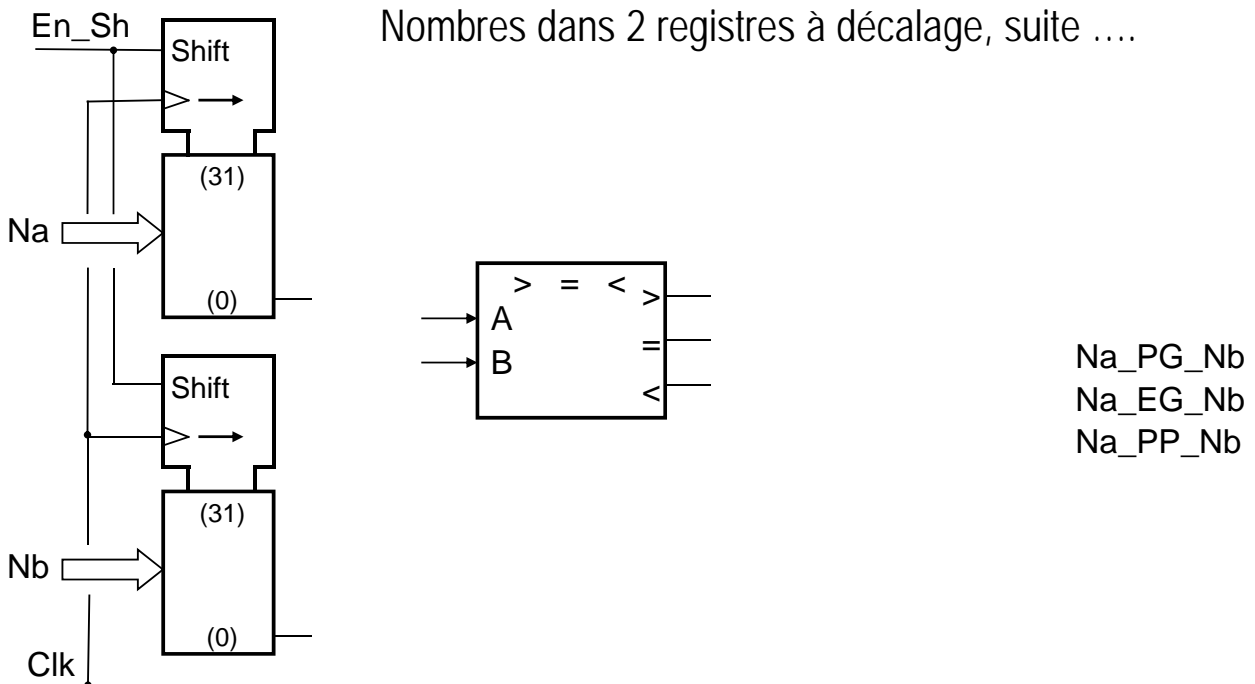 Nombres dans 2 registres à décalage, suite ….
En_Sh
Shift
(31)
Na
(0)
Shift
(31)
Nb
(0)
Clk
> = <
>
A
=
B
<
Na_PG_Nb
Na_EG_Nb
Na_PP_Nb